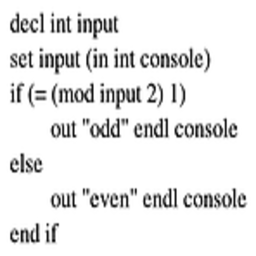 decl int input
set input (in int console)
if (= (mod input 2) 1)
out "odd" endl console
else
out "even" endl console
end if